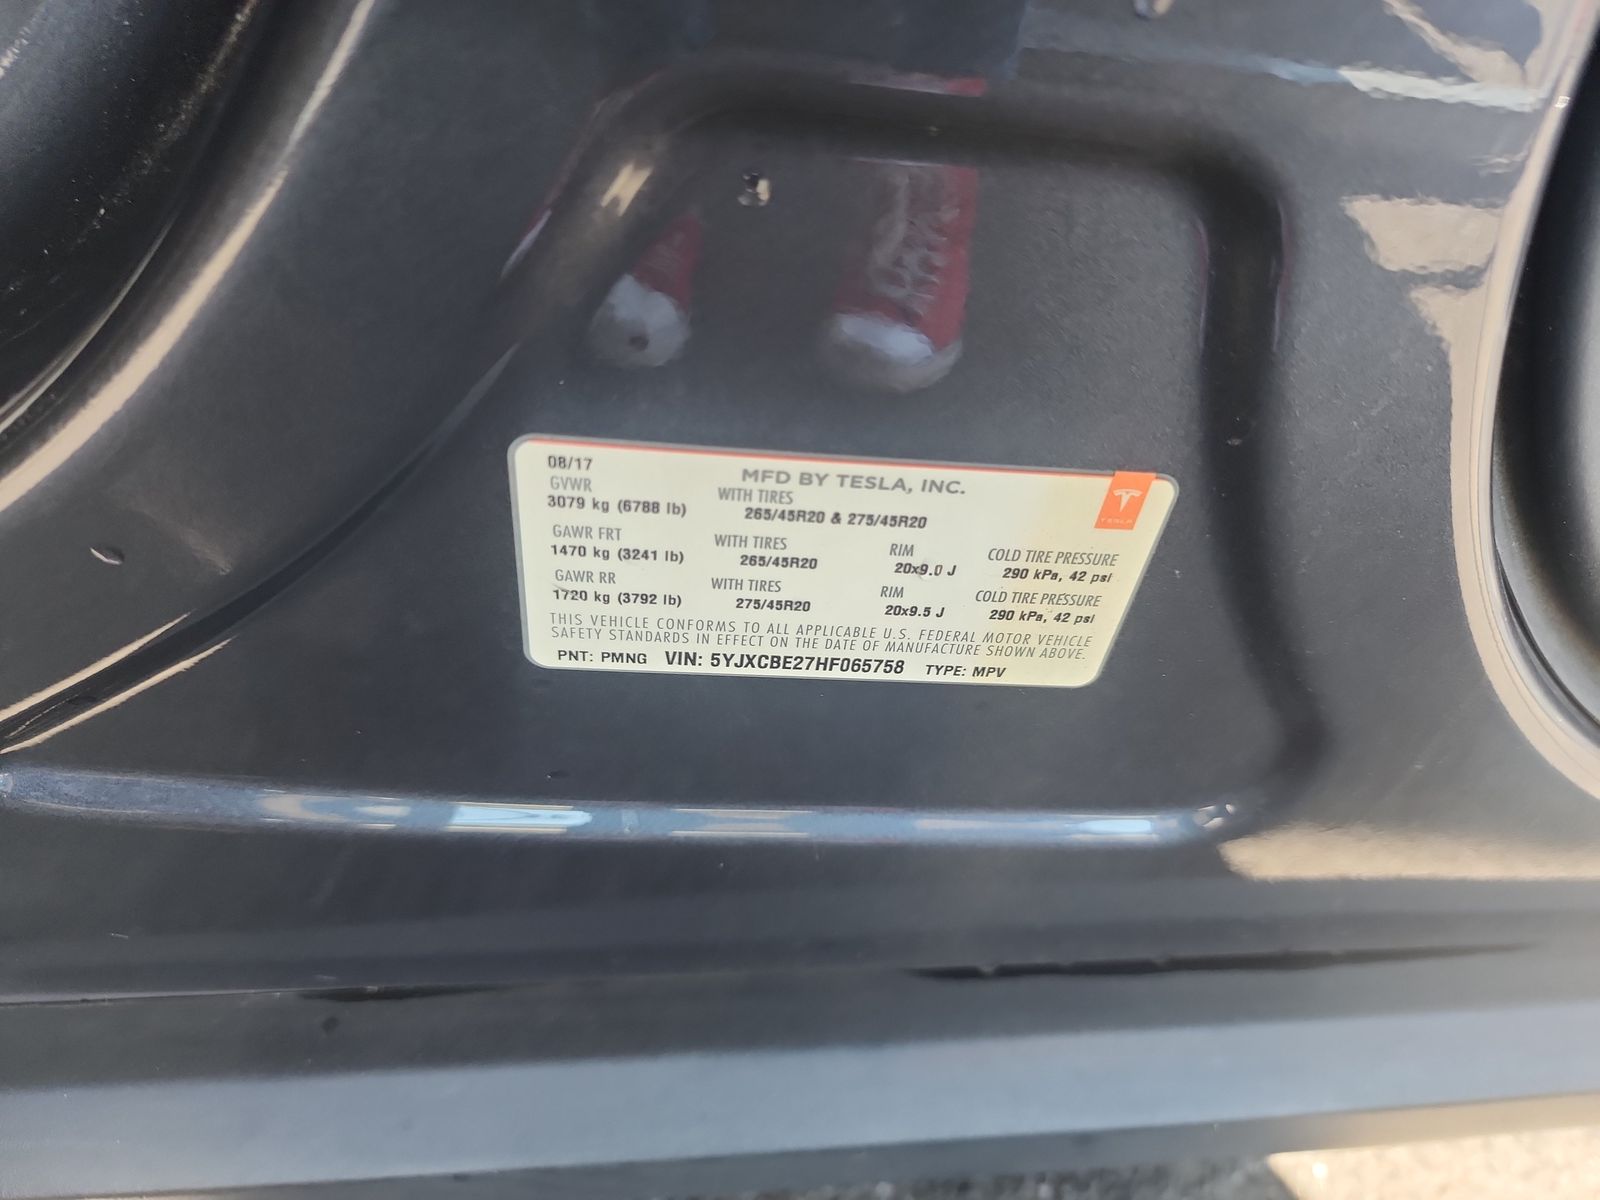 08/17
MFD BY TESLA, INC.
TESLA
GVWR WITH TIRES
3079 kg (6788 lb) 265/45R20 & 275/45R20
GAWR FRT WITH TIRES RIM COLD TIRE PRESSURE
1470 kg (3241 lb) 265/45R20 20x9.0 J 290 kPa, 42 psi
GAWR RR WITH TIRES RIM COLD TIRE PRESSURE
1720 kg (3792 lb) 275/45R20 20x9.5 J 290 kPa, 42 psi
THIS VEHICLE CONFORMS TO ALL APPLICABLE U.S. FEDERAL MOTOR VEHICLE
SAFETY STANDARDS IN EFFECT ON THE DATE OF MANUFACTURE SHOWN ABOVE.
PNT: PMNG VIN: 5YJXCBE27HF065758 TYPE: MPV